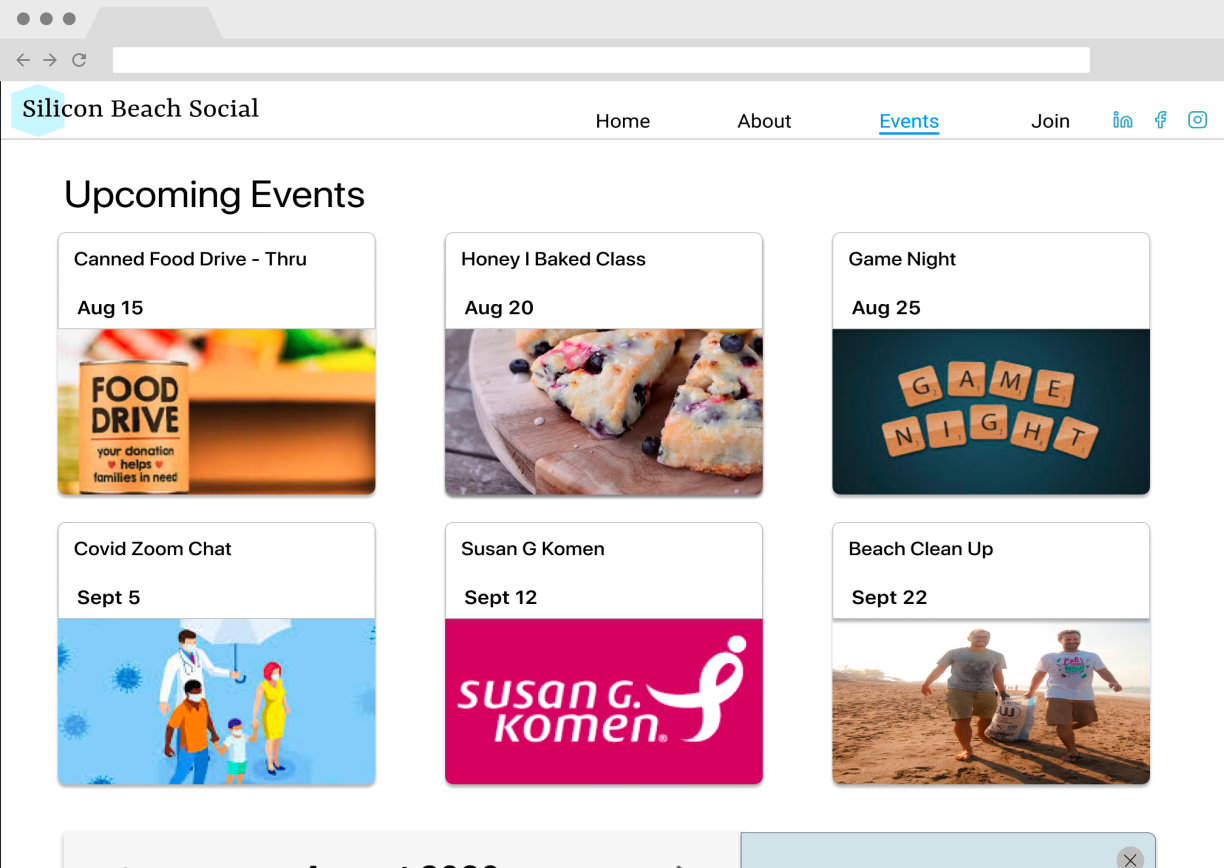 Silicon Beach Social
Home About Events Join
Upcoming Events
Canned Food Drive - Thru
Aug 15
FOOD
DRIVE
your donation
helps
families in need
Honey I Baked Class
Aug 20
Game Night
Aug 25
GAME
NIGHT
Covid Zoom Chat
Sept 5
Susan G Komen
Sept 12
susan G.
komen®
Beach Clean Up
Sept 22